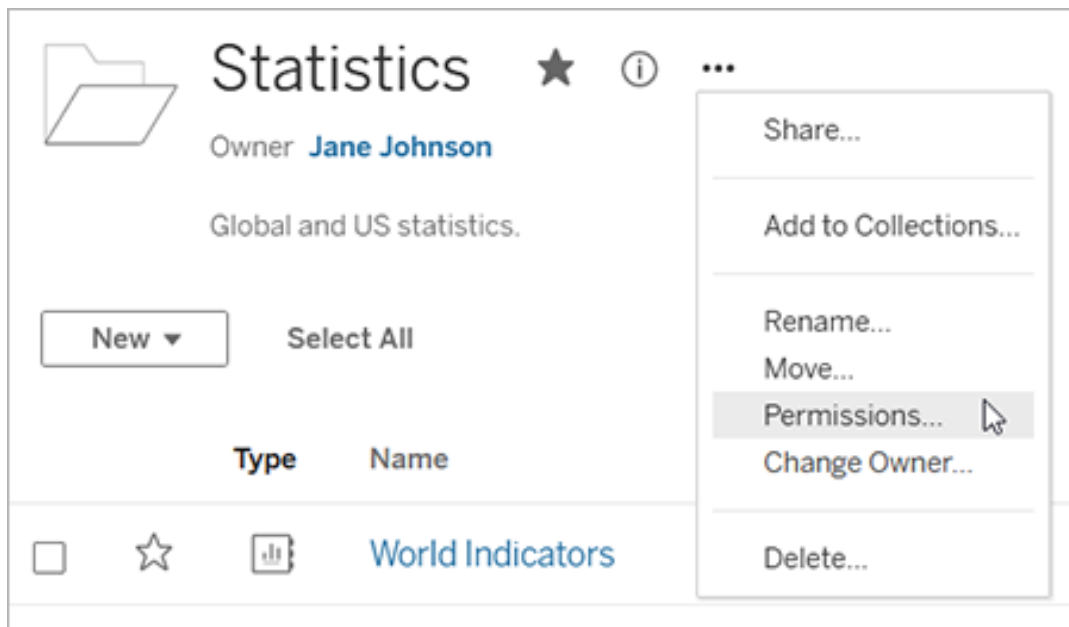 Statistics
Owner Jane Johnson
Global and US statistics.
New
Select All
Type Name
World Indicators
Share...
Add to Collections...
Rename...
Move...
Permissions...
Change Owner...
Delete...